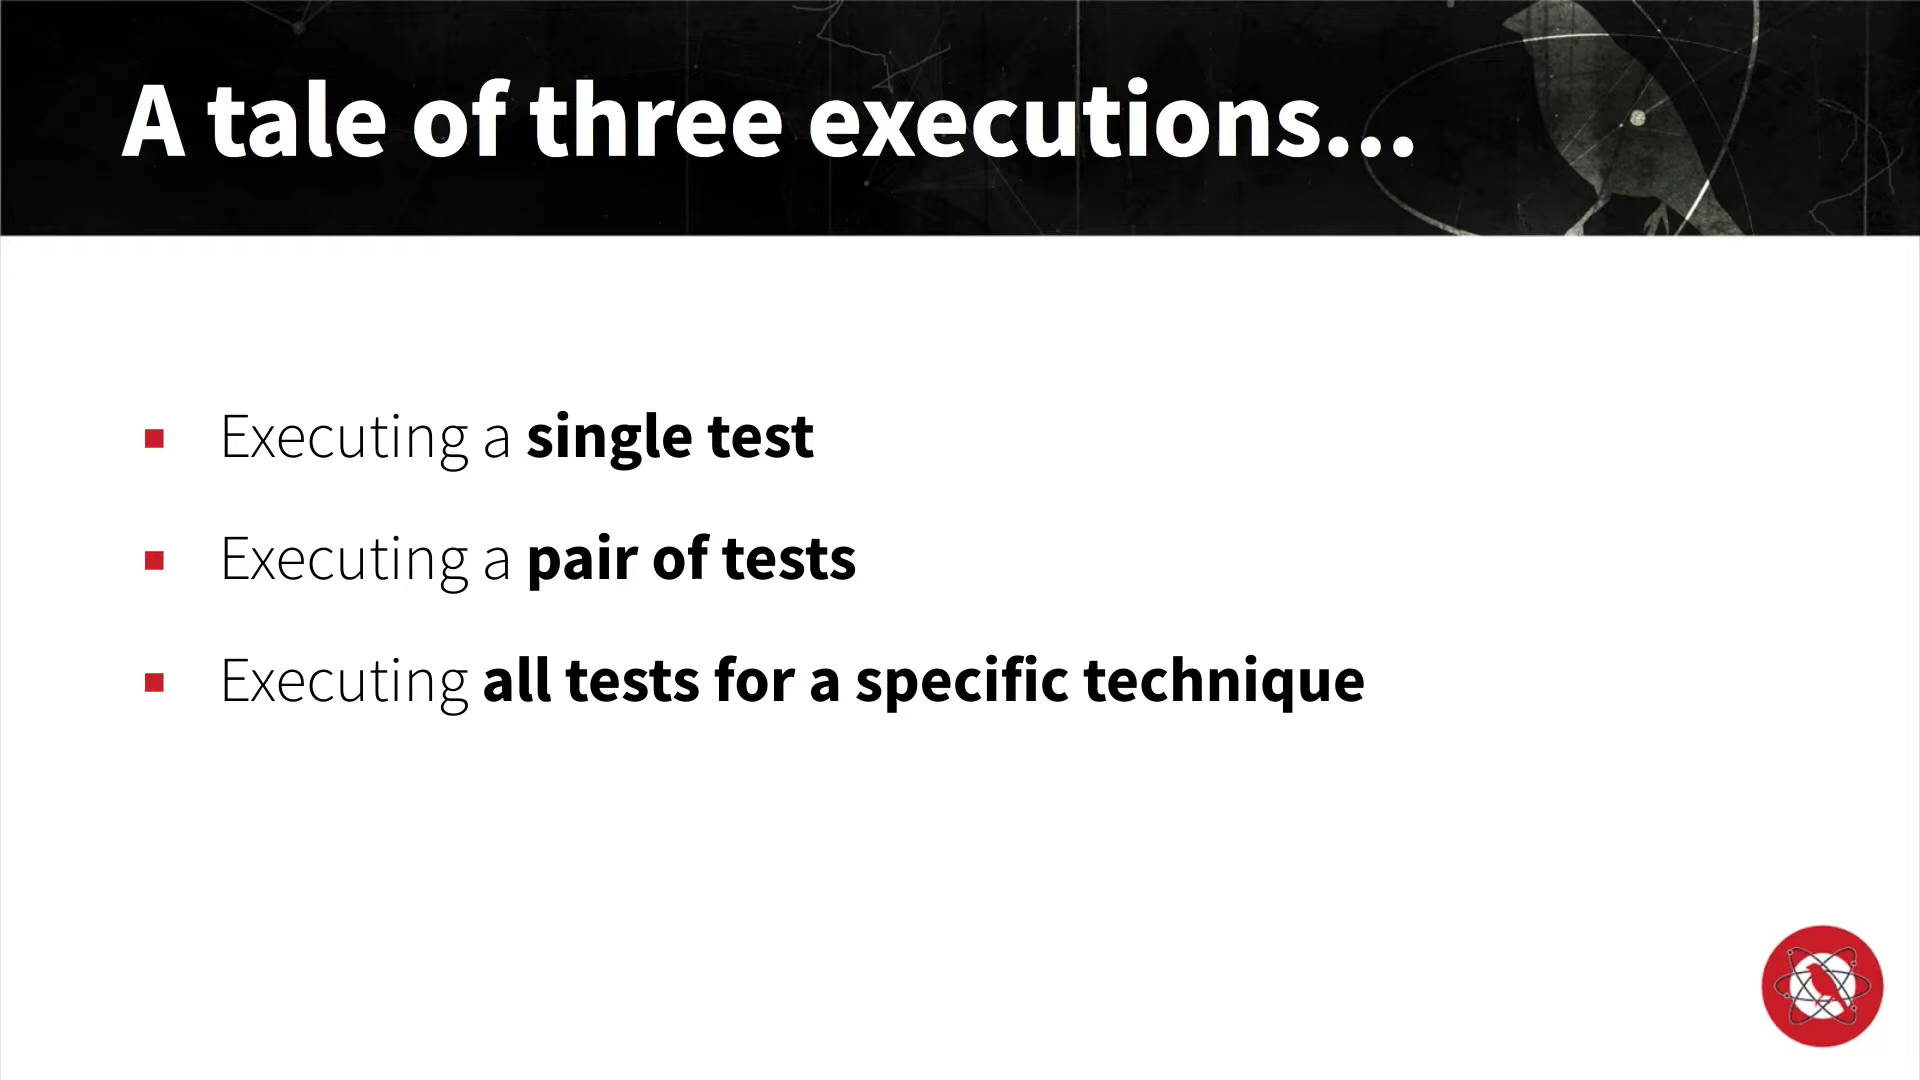 A tale of three executions...
Executing a single test
Executing a pair of tests
Executing all tests for a specific technique